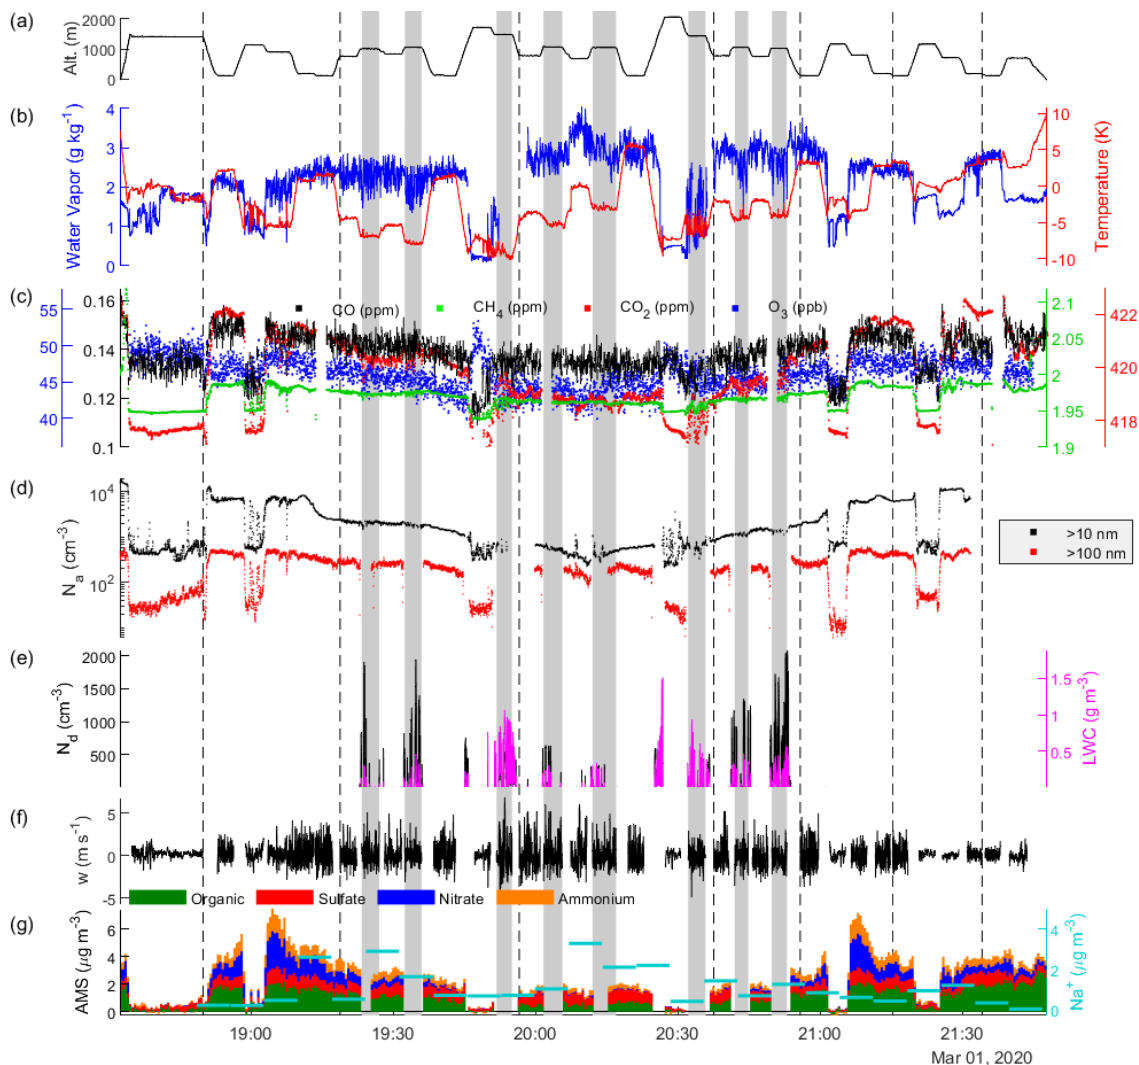 (a)
Alt. (m)
2000
1000
0
(b)
Water Vapor (g kg⁻¹)
4
3
2
1
0
10
5
0
-5
-10
Temperature (K)
(c)
55
50
45
40
0.16
0.14
0.12
0.1
CO (ppm)
CH₄ (ppm)
CO₂ (ppm)
O₃ (ppb)
2.1
2.05
2
1.95
1.9
422
420
418
(d)
Nₐ (cm⁻³)
10⁴
10²
>10 nm
>100 nm
(e)
N_d (cm⁻³)
2000
1500
1000
500
1.5
1
0.5
LWC (g m⁻³)
(f)
w (m s⁻¹)
5
0
-5
Organic
Sulfate
Nitrate
Ammonium
(g)
AMS (μg m⁻³)
6
4
2
0
4
2
0
Na⁺ (μg m⁻³)
19:00
19:30
20:00
20:30
21:00
21:30
Mar 01, 2020